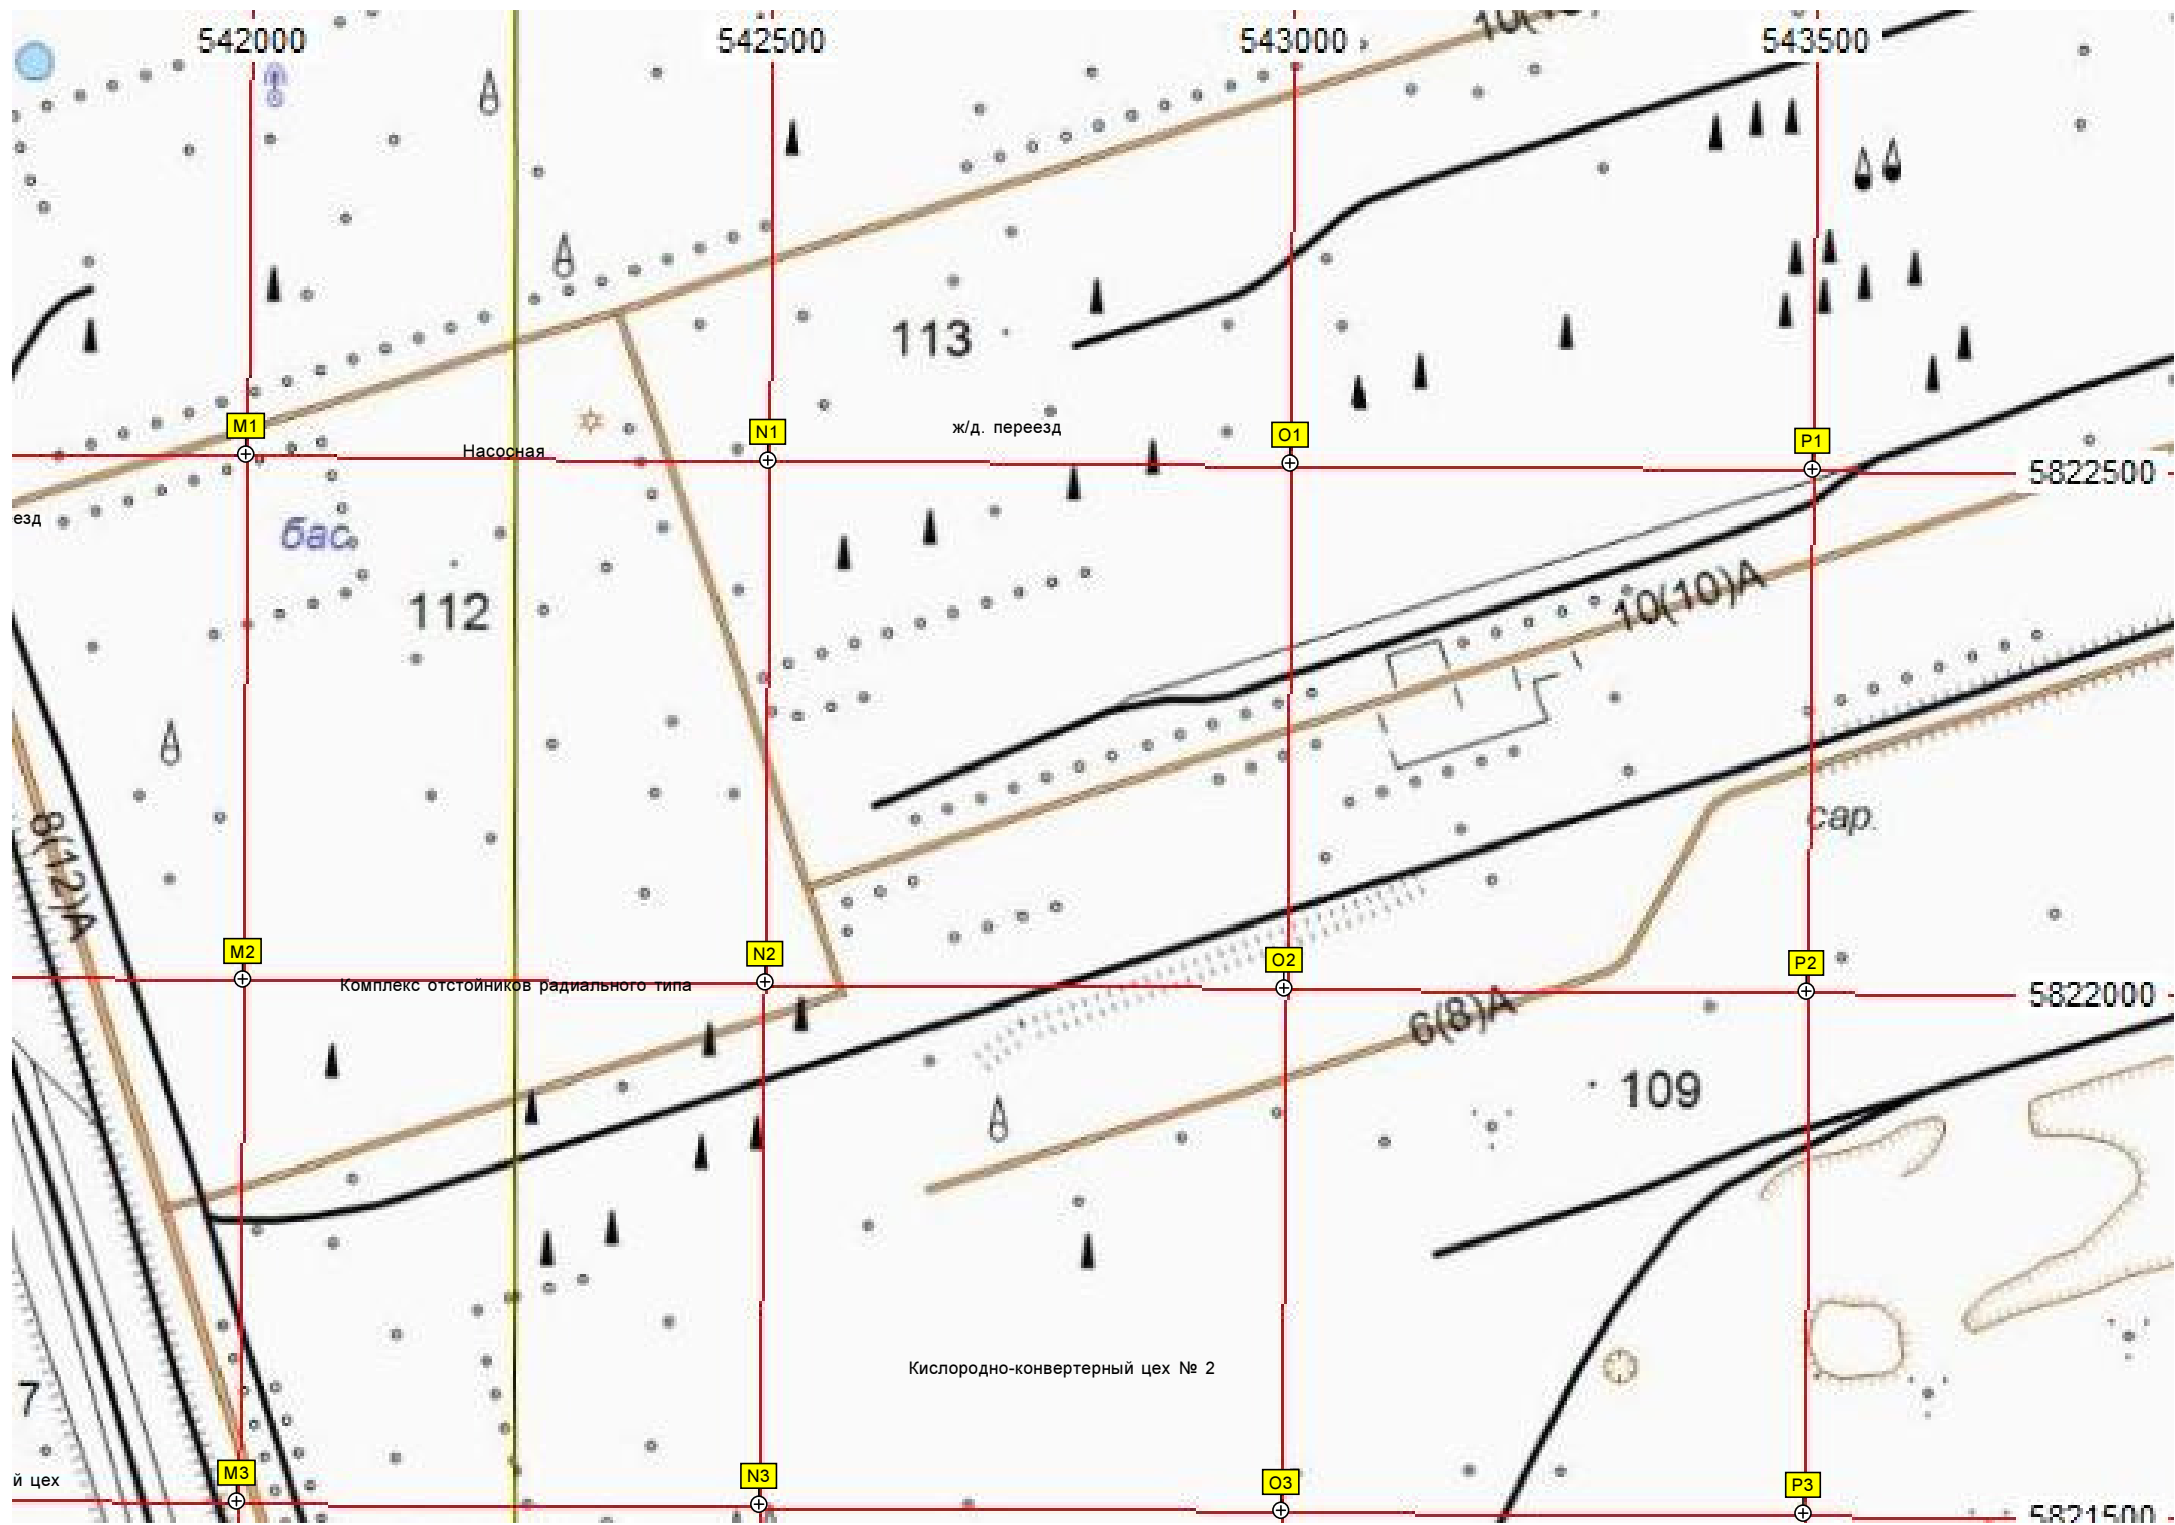 10(10)
542000 542500 543000 543500
113
M1 N1 O1 P1
ж/д. переезд
Насосная
5822500
езд
бас.
112
10(10)А
сар.
8(12)А
M2 N2 O2 P2
Комплекс отстойников радиального типа
5822000
6(8)А
109
Кислородно-конвертерный цех № 2
7
й цех
M3 N3 O3 P3
5821500